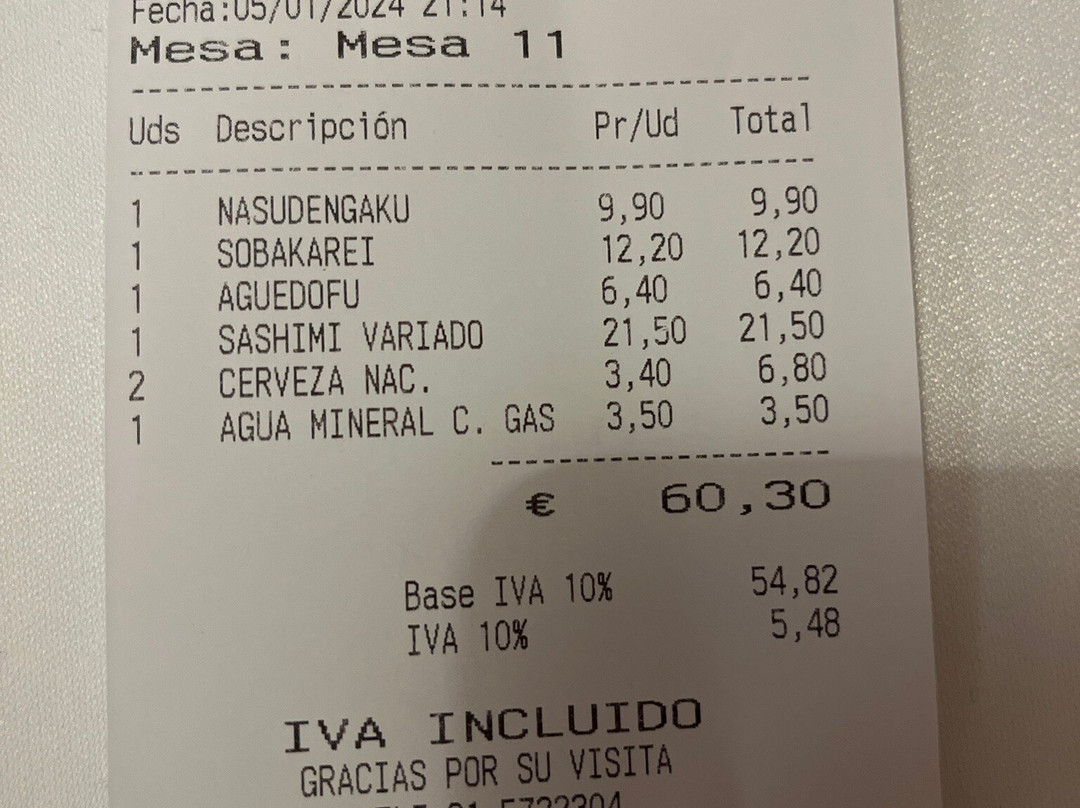 Fecha:05/01/2024 21:14
Mesa: Mesa 11
Uds Descripción Pr/Ud Total
1 NASUDENGAKU 9,90 9,90
1 SOBAKAREI 12,20 12,20
1 AGUEDOFU 6,40 6,40
1 SASHIMI VARIADO 21,50 21,50
2 CERVEZA NAC. 3,40 6,80
1 AGUA MINERAL C. GAS 3,50 3,50
€ 60,30
Base IVA 10% 54,82
IVA 10% 5,48
IVA INCLUIDO
GRACIAS POR SU VISITA